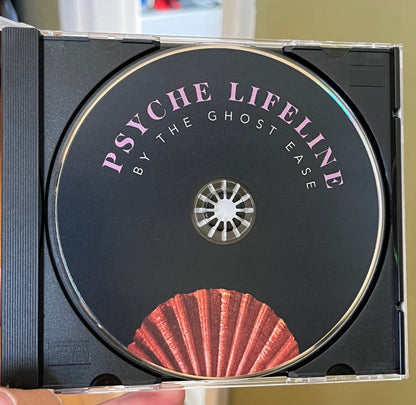 PSYCHE LIFELINE
BY THE GHOST EASE